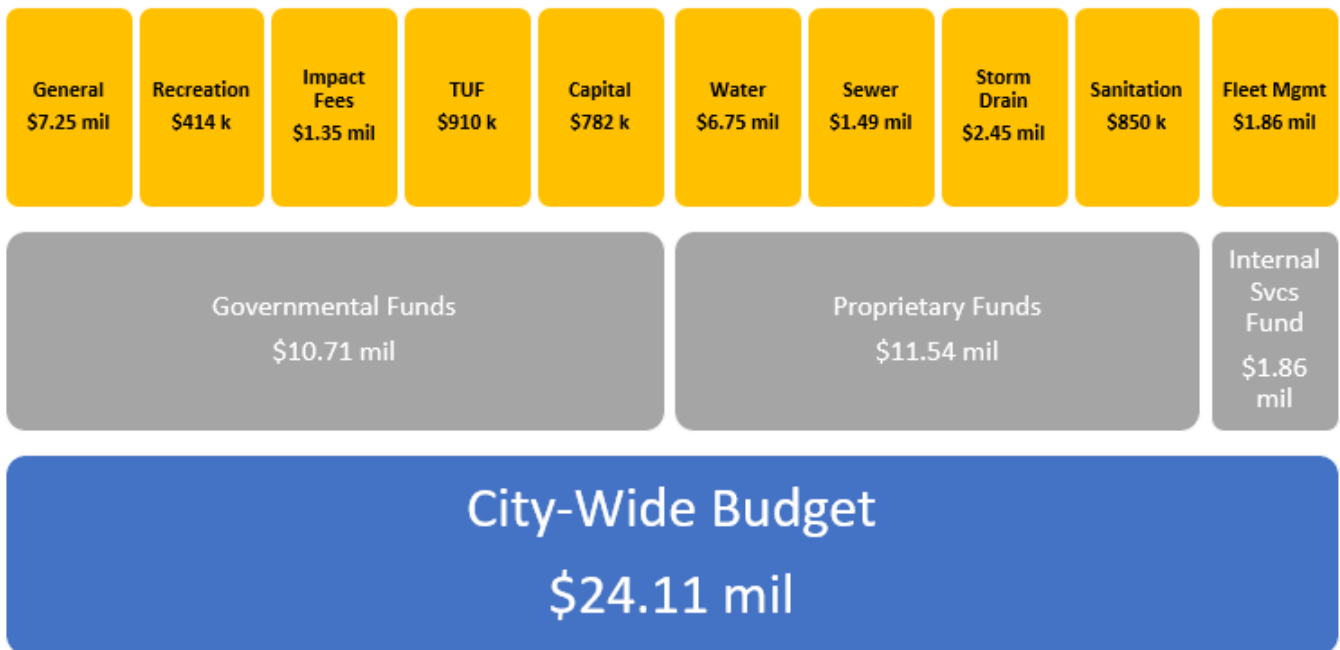 General
$7.25 mil
Recreation
$414 k
Impact
Fees
$1.35 mil
TUF
$910 k
Capital
$782 k
Water
$6.75 mil
Sewer
$1.49 mil
Storm
Drain
$2.45 mil
Sanitation
$850 k
Fleet Mgmt
$1.86 mil
Governmental Funds
$10.71 mil
Proprietary Funds
$11.54 mil
Internal
Svcs
Fund
$1.86
mil
City-Wide Budget
$24.11 mil